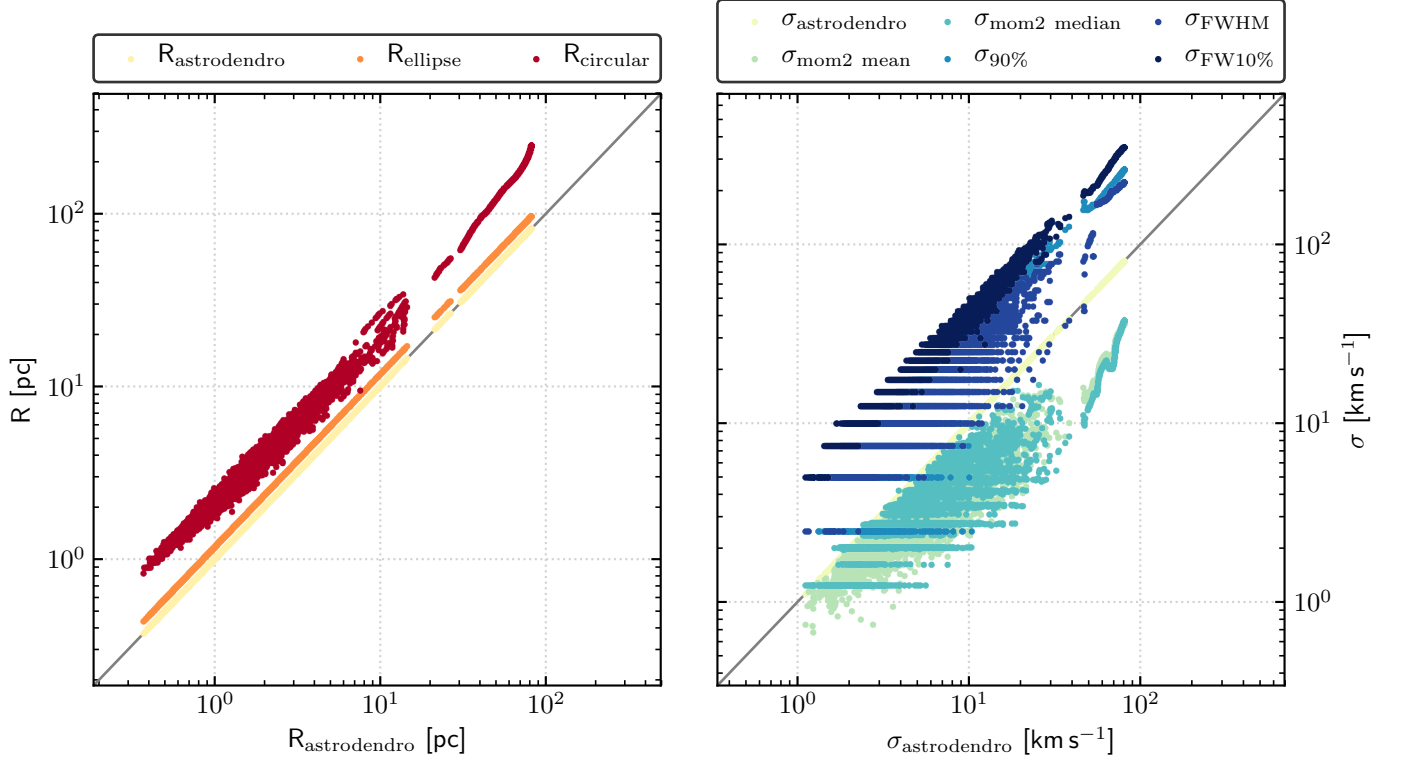 R_astrodendro R_ellipse R_circular
10^2
10^1
10^0
R [pc]
10^0 10^1 10^2
R_astrodendro [pc]
σ_astrodendro σ_mom2 median σ_FWHM
σ_mom2 mean σ_90% σ_FW10%
10^2
10^1
10^0
σ [km s^−1]
10^0 10^1 10^2
σ_astrodendro [km s^−1]